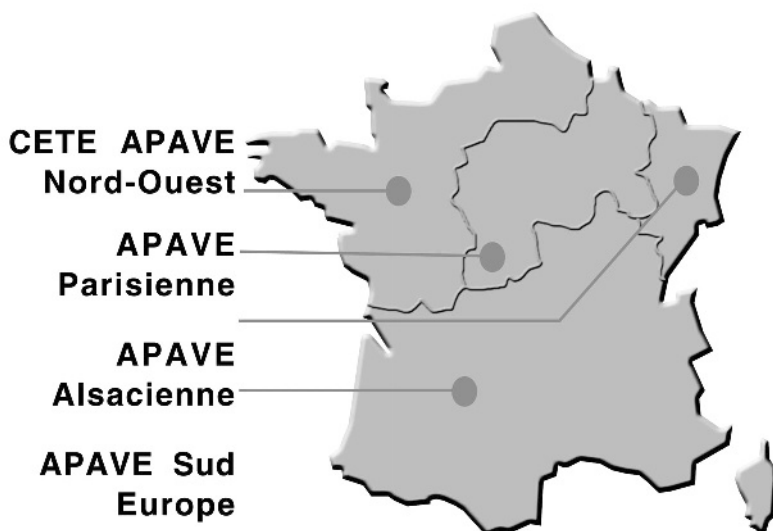 CETE APAVE
Nord-Ouest
APAVE
Parisienne
APAVE
Alsacienne
APAVE Sud
Europe